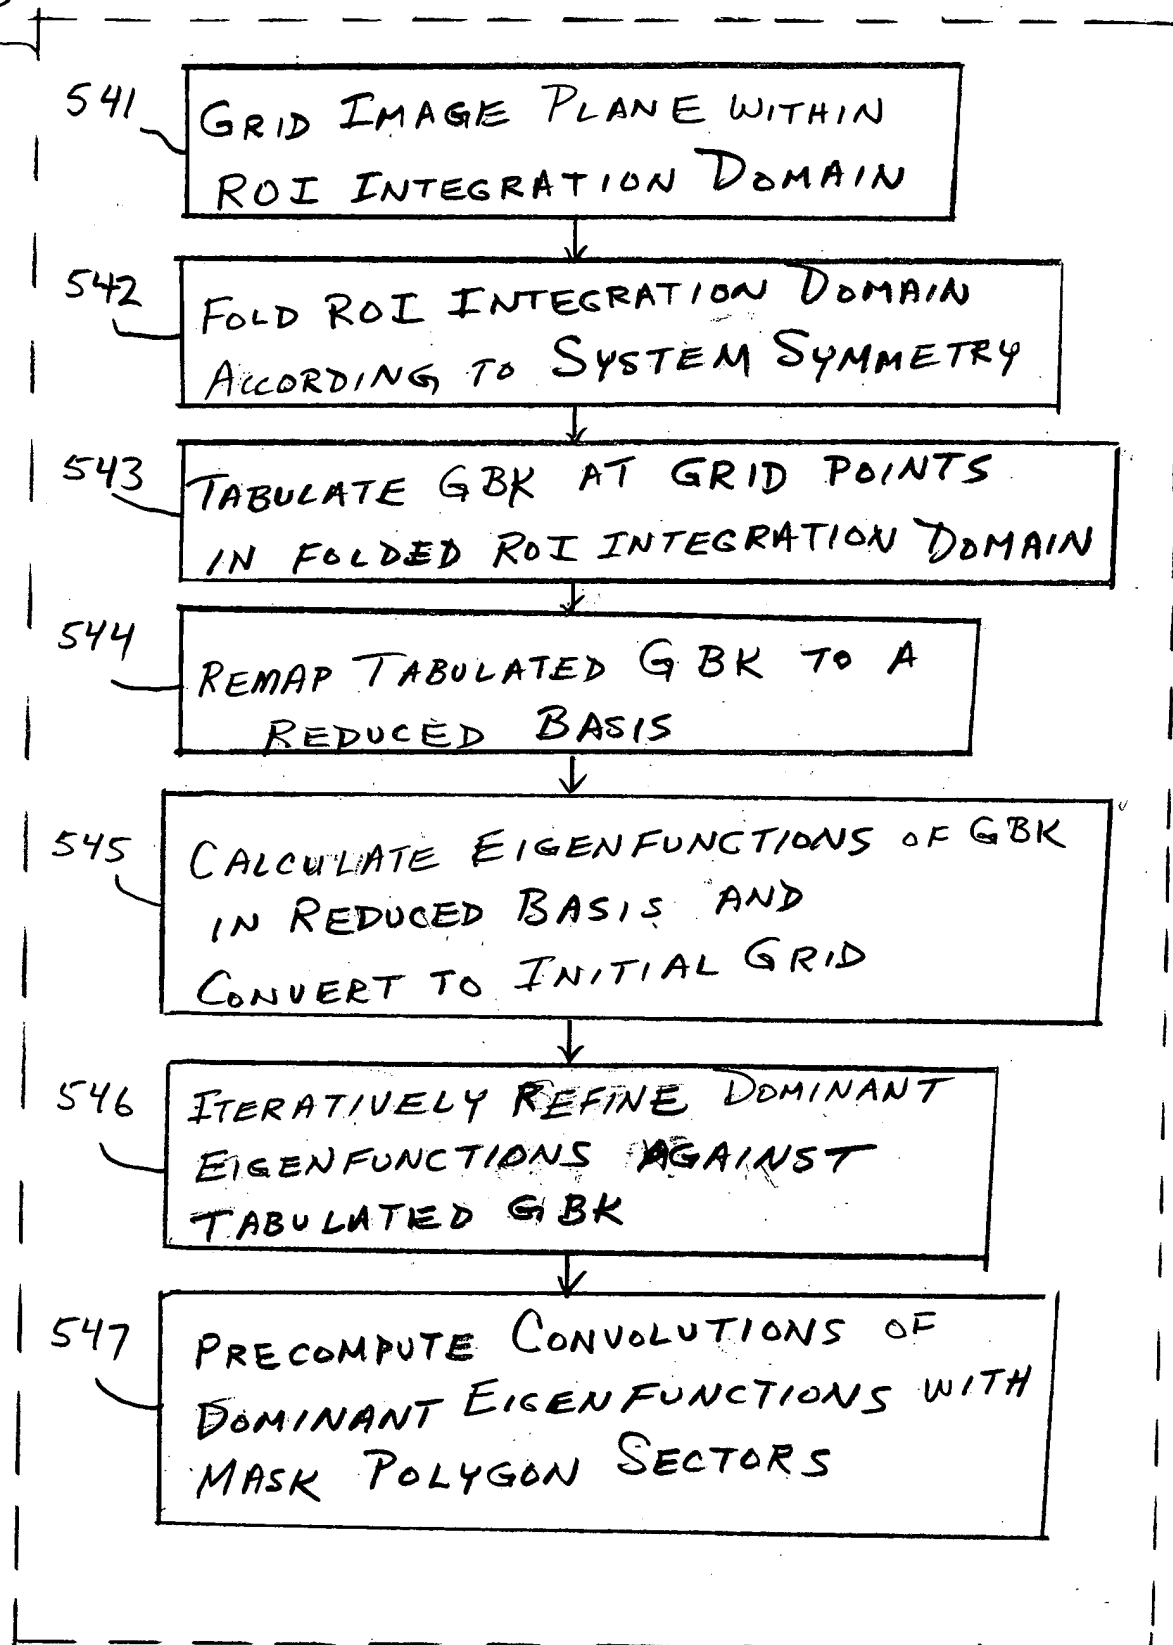 541
GRID IMAGE PLANE WITHIN
ROI INTEGRATION DOMAIN
542
FOLD ROI INTEGRATION DOMAIN
ACCORDING TO SYSTEM SYMMETRY
543
TABULATE GBK AT GRID POINTS
IN FOLDED ROI INTEGRATION DOMAIN
544
REMAP TABULATED GBK TO A
REDUCED BASIS
545
CALCULATE EIGENFUNCTIONS OF GBK
IN REDUCED BASIS AND
CONVERT TO INITIAL GRID
546
ITERATIVELY REFINE DOMINANT
EIGENFUNCTIONS AGAINST
TABULATED GBK
547
PRECOMPUTE CONVOLUTIONS OF
DOMINANT EIGENFUNCTIONS WITH
MASK POLYGON SECTORS